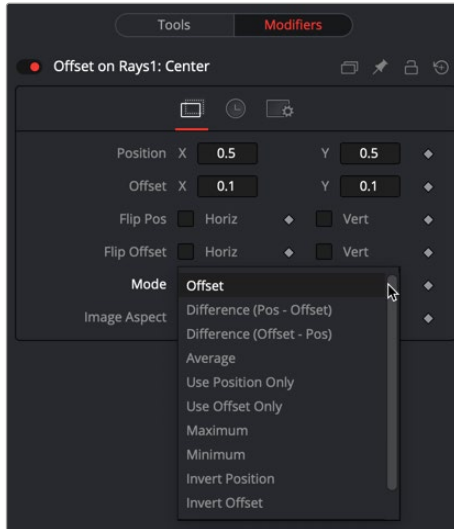 Tools Modifiers
Offset on Rays1: Center
Position X 0.5 Y 0.5
Offset X 0.1 Y 0.1
Flip Pos Horiz Vert
Flip Offset Horiz Vert
Mode Offset
Difference (Pos - Offset)
Image Aspect Difference (Offset - Pos)
Average
Use Position Only
Use Offset Only
Maximum
Minimum
Invert Position
Invert Offset